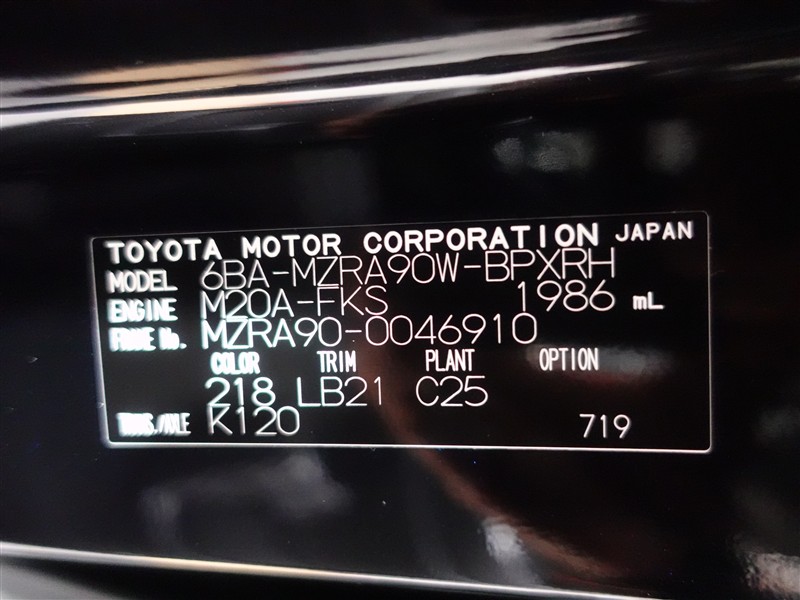 TOYOTA MOTOR CORPORATION JAPAN
MODEL 6BA-MZRA90W-BPXRH
ENGINE M20A-FKS 1986 mL
FRAME No. MZRA90-0046910
COLOR TRIM PLANT OPTION
218 LB21 C25
TRANS./AXLE K120 719